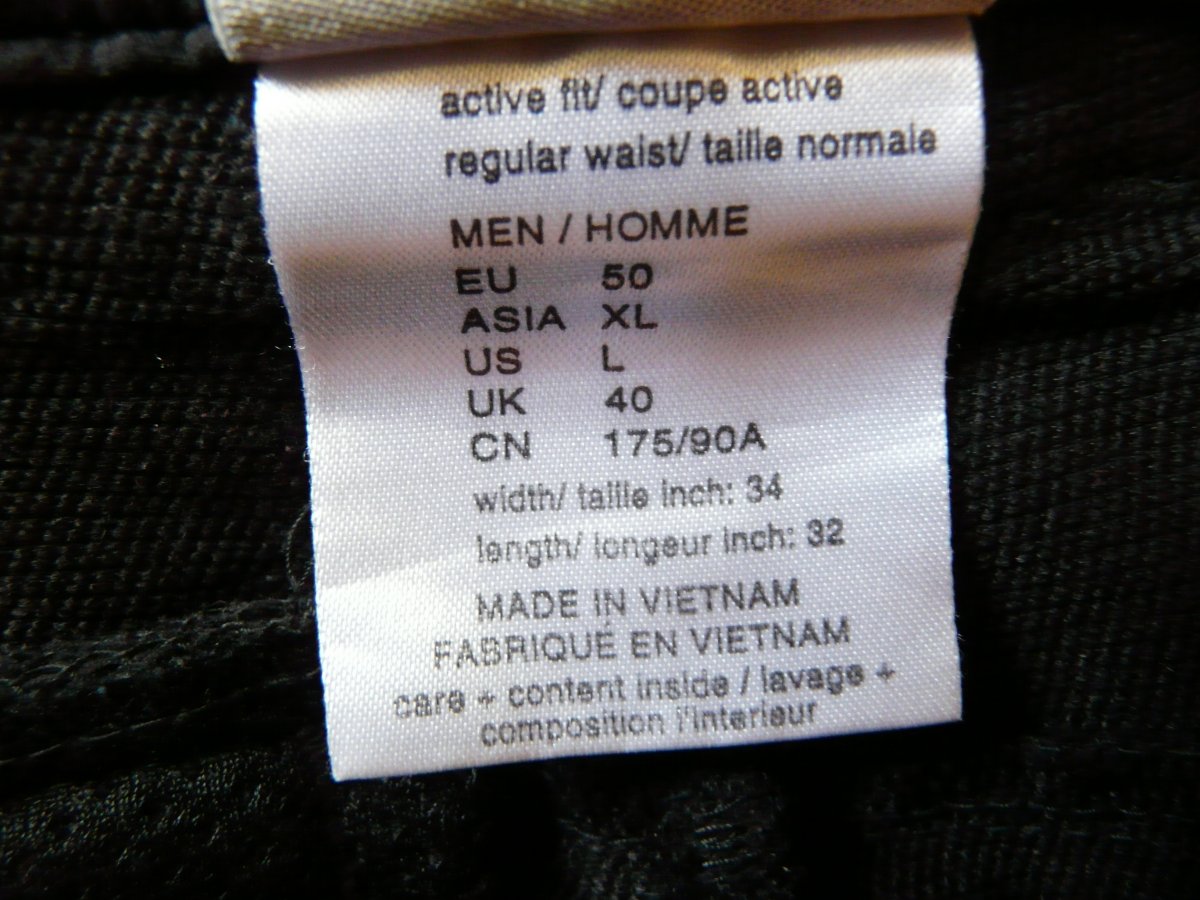 active fit/ coupe active
regular waist/ taille normale
MEN / HOMME
EU 50
ASIA XL
US L
UK 40
CN 175/90A
width/ taille inch: 34
length/ longeur inch: 32
MADE IN VIETNAM
FABRIQUÉ EN VIETNAM
care + content inside / lavage +
composition l'interieur